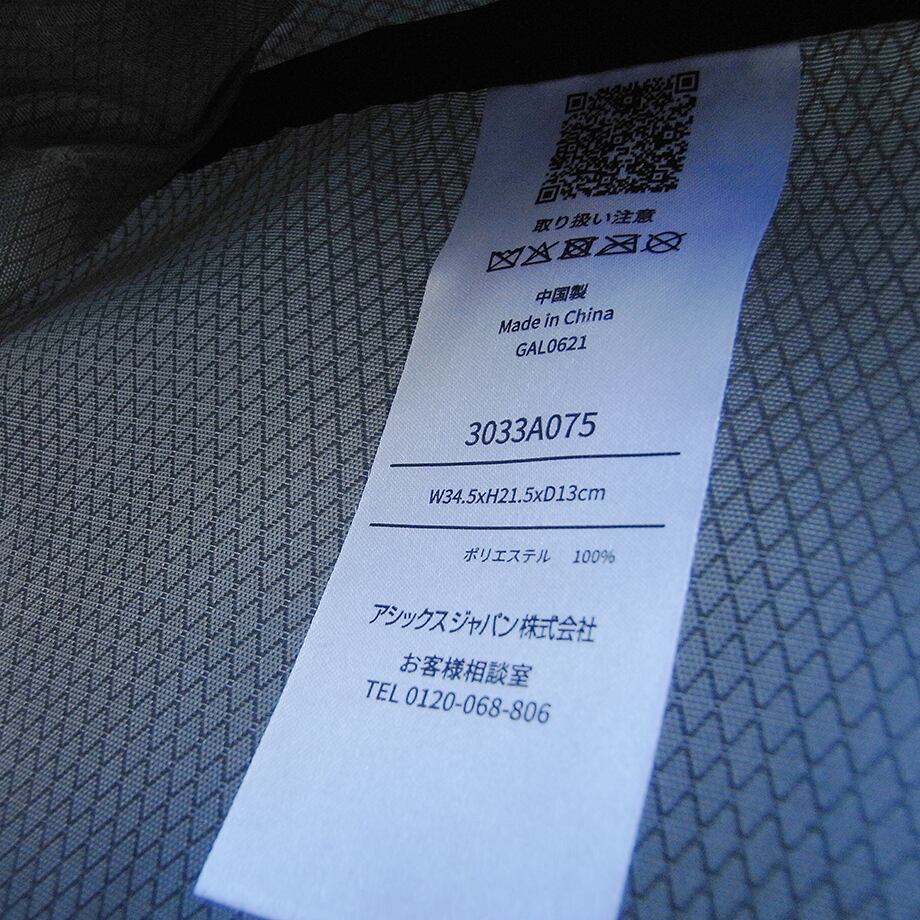 取り扱い注意
中国製
Made in China
GAL0621
3033A075
W34.5xH21.5xD13cm
ポリエステル 100%
アシックスジャパン株式会社
お客様相談室
TEL 0120-068-806